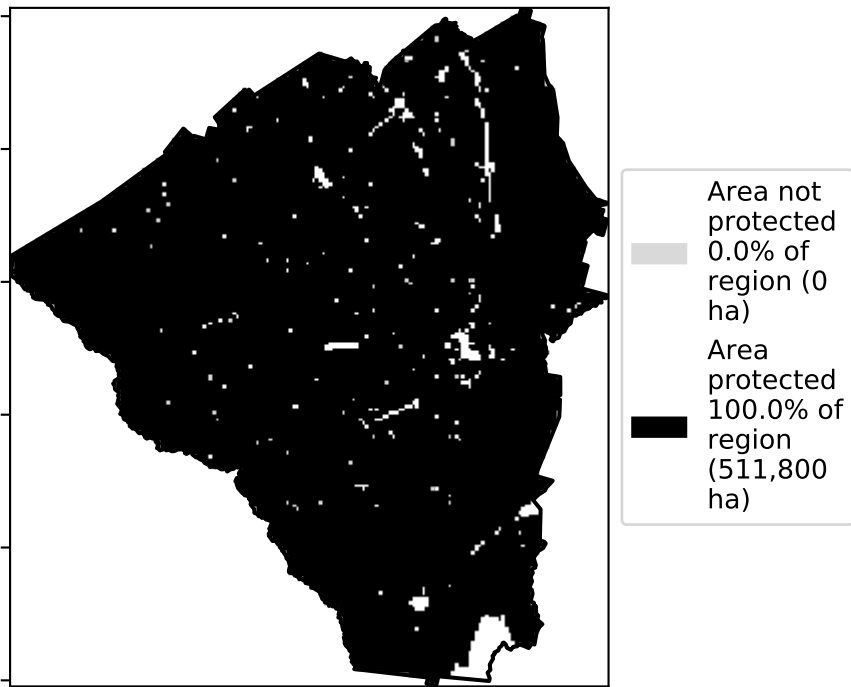 Area not
protected
0.0% of
region (0
ha)
Area
protected
100.0% of
region
(511,800
ha)